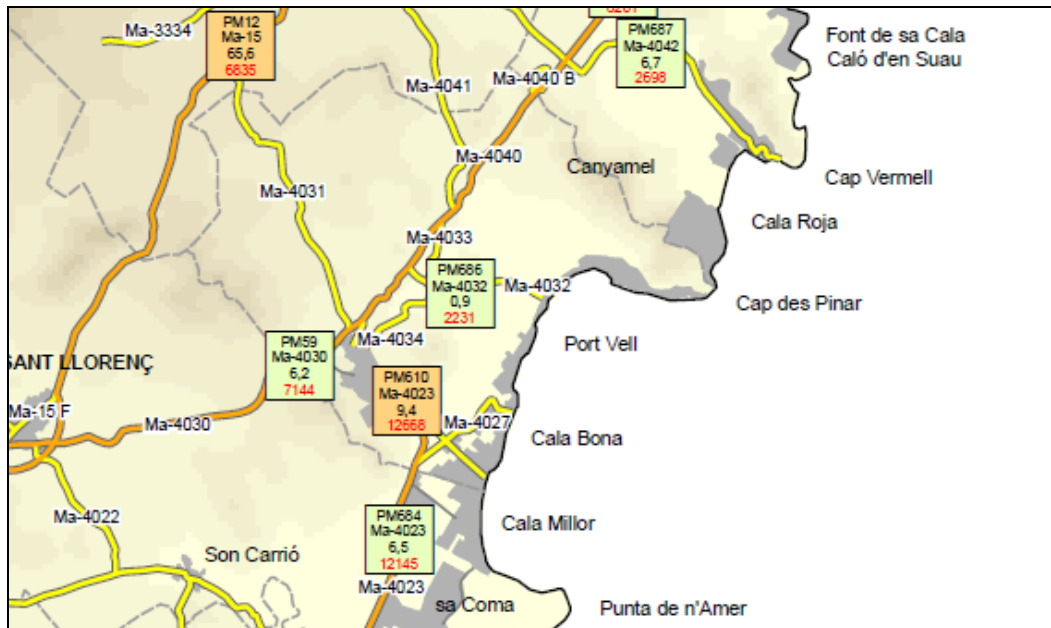 6261
PM12
Ma-15
65,6
6835
Ma-3334
PM687
Ma-4042
6,7
2698
Font de sa Cala
Caló d'en Suau
Ma-4041
Ma-4040 B
Ma-4040
Canyamel
Cap Vermell
Ma-4031
Cala Roja
Ma-4033
PM686
Ma-4032
0,9
2231
Ma-4032
Cap des Pinar
Ma-4034
Port Vell
PM59
Ma-4030
6,2
7144
SANT LLORENÇ
PM610
Ma-4023
9,4
12668
Ma-15 F
Ma-4030
Ma-4027
Cala Bona
PM684
Ma-4023
6,5
12145
Ma-4022
Cala Millor
Son Carrió
Ma-4023
sa Coma
Punta de n'Amer